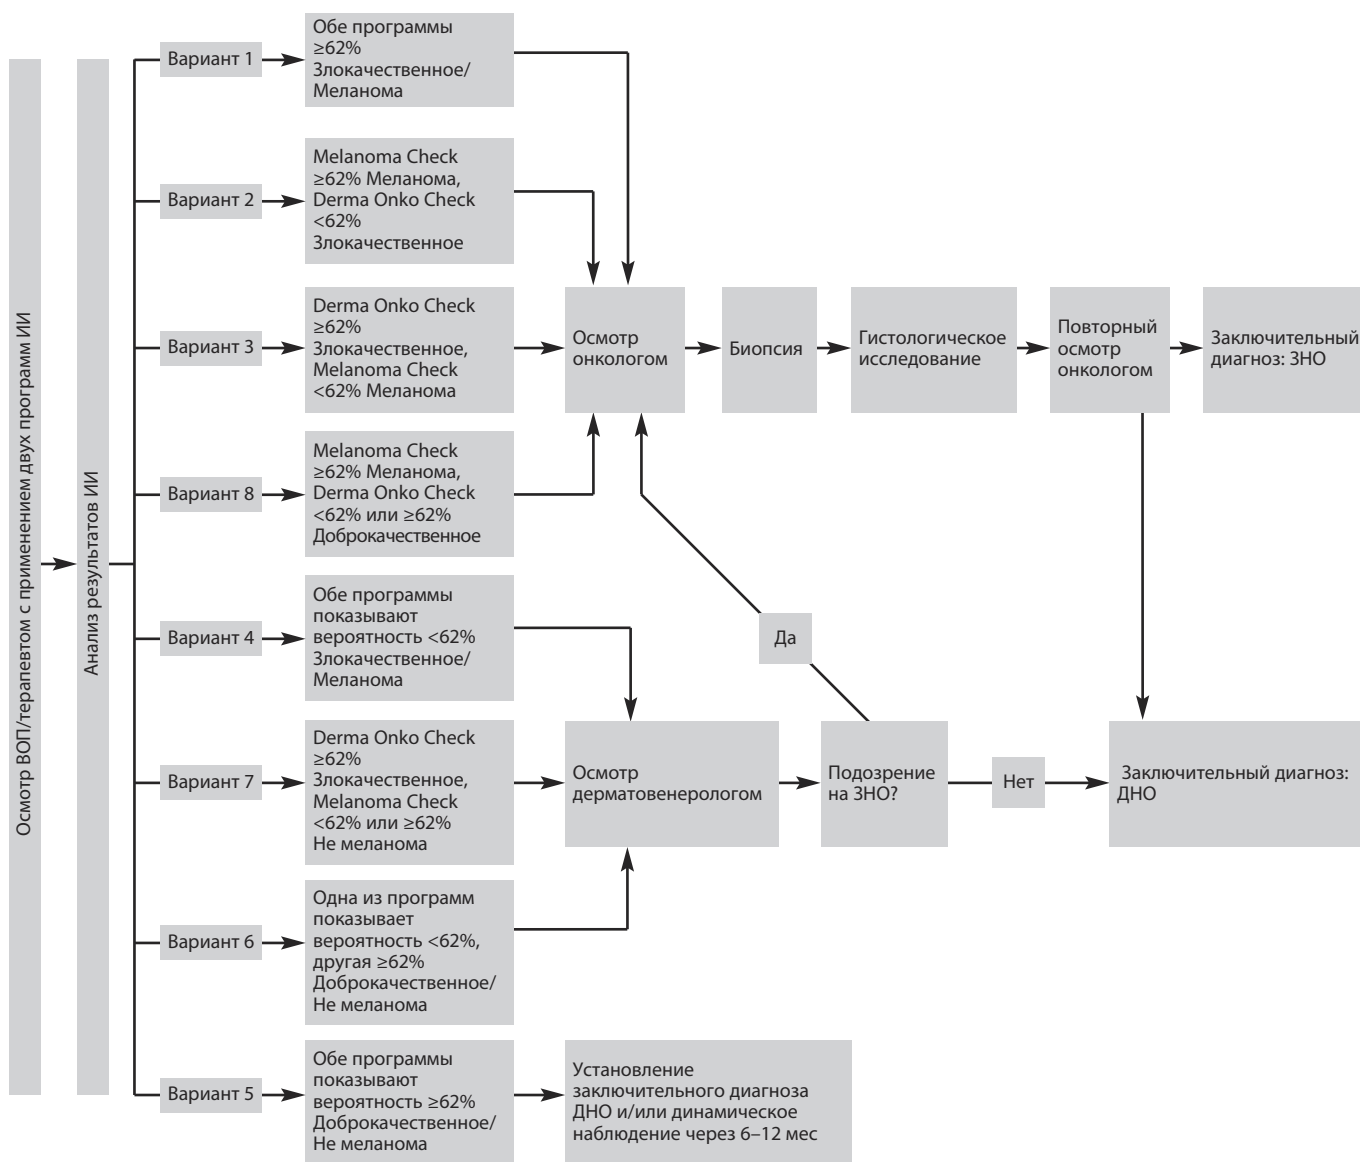 Осмотр ВОП/терапевтом с применением двух программ ИИ
Анализ результатов ИИ
Вариант 1
Обе программы
≥62%
Злокачественное/
Меланома
Вариант 2
Melanoma Check
≥62% Меланома,
Derma Onko Check
<62%
Злокачественное
Вариант 3
Derma Onko Check
≥62%
Злокачественное,
Melanoma Check
<62% Меланома
Вариант 8
Melanoma Check
≥62% Меланома,
Derma Onko Check
<62% или ≥62%
Доброкачественное
Осмотр
онкологом
Биопсия
Гистологическое
исследование
Повторный
осмотр
онкологом
Заключительный
диагноз: ЗНО
Вариант 4
Обе программы
показывают
вероятность <62%
Злокачественное/
Меланома
Да
Вариант 7
Derma Onko Check
≥62%
Злокачественное,
Melanoma Check
<62% или ≥62%
Не меланома
Осмотр
дерматовенерологом
Подозрение
на ЗНО?
Нет
Заключительный диагноз:
ДНО
Вариант 6
Одна из программ
показывает
вероятность <62%,
другая ≥62%
Доброкачественное/
Не меланома
Вариант 5
Обе программы
показывают
вероятность ≥62%
Доброкачественное/
Не меланома
Установление
заключительного диагноза
ДНО и/или динамическое
наблюдение через 6–12 мес